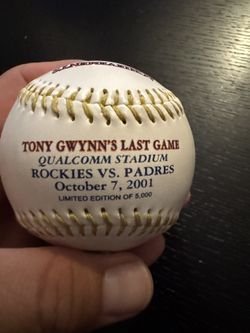 TONY GWYNN'S LAST GAME
QUALCOMM STADIUM
ROCKIES VS. PADRES
October 7, 2001
LIMITED EDITION OF 5,000